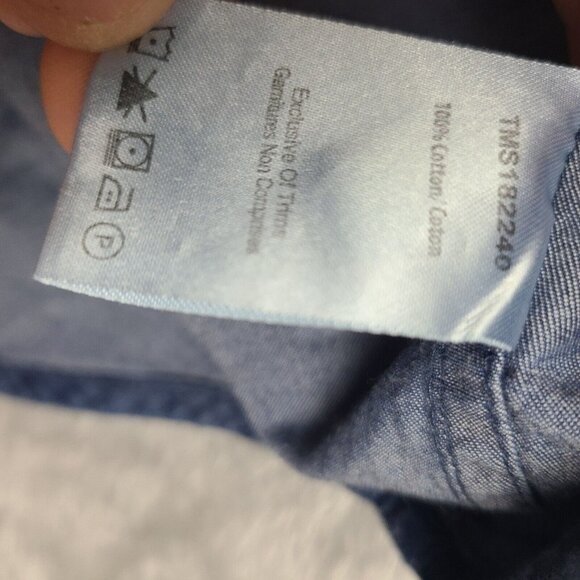 TMS182240
100% Cotton/Coton
Exclusive Of Trims
Garnitures Non Comprises
P